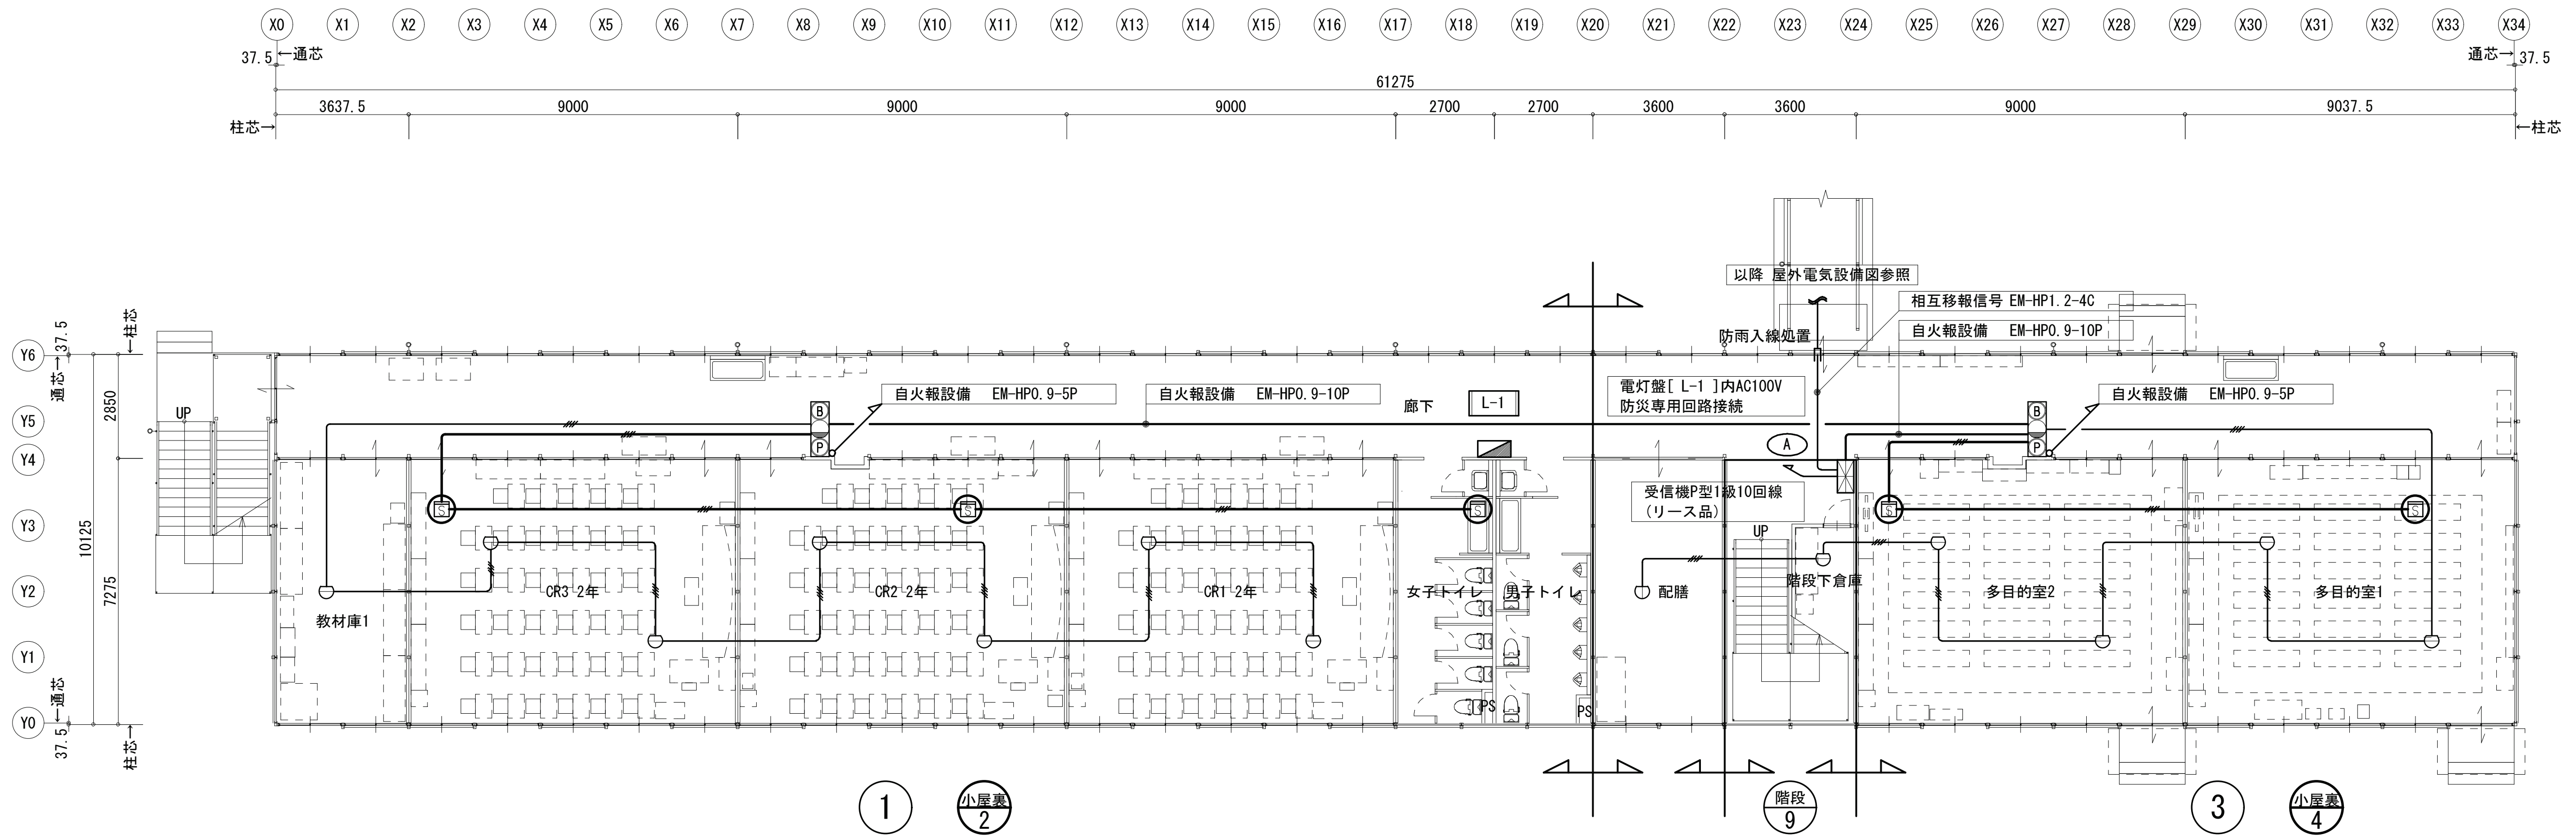 X0 X1 X2 X3 X4 X5 X6 X7 X8 X9 X10 X11 X12 X13 X14 X15 X16 X17 X18 X19 X20 X21 X22 X23 X24 X25 X26 X27 X28 X29 X30 X31 X32 X33 X34
37.5 ←通芯 通芯→ 37.5
61275
3637.5 9000 9000 9000 2700 2700 3600 3600 9000 9037.5
柱芯→ ←柱芯
以降 屋外電気設備図参照
相互移報信号 EM-HP1.2-4C
自火報設備 EM-HP0.9-10P
防雨入線処置
柱芯
37.5
Y6
通芯
2850
自火報設備 EM-HP0.9-5P
自火報設備 EM-HP0.9-10P
電灯盤[ L-1 ]内AC100V
防災専用回路接続
自火報設備 EM-HP0.9-5P
廊下
L-1
UP
Y5
B
P
B
P
A
Y4
受信機P型1級10回線
(リース品)
S S S S S
Y3
10125
7275
UP
Y2
教材庫1
CR3 2年
CR2 2年
CR1 2年
女子トイレ
男子トイレ
配膳
階段下倉庫
多目的室2
多目的室1
Y1
PS
PS
通芯
Y0
37.5
柱芯
1
小屋裏
2
階段
9
3
小屋裏
4